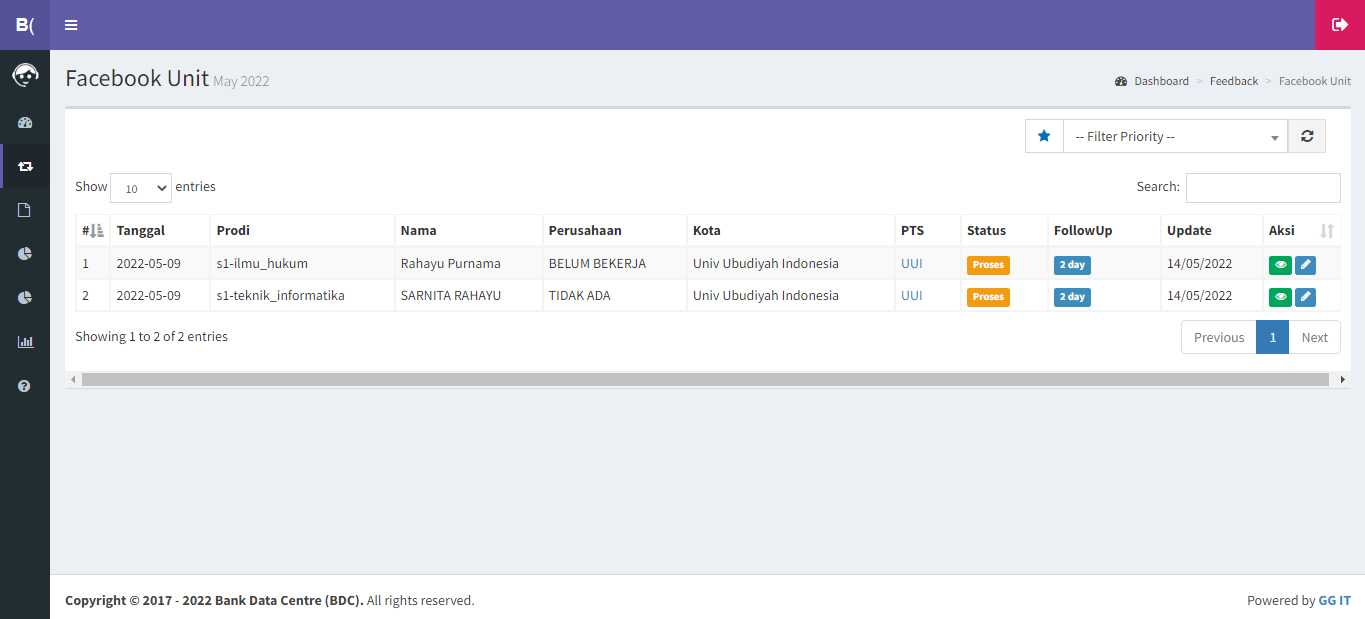 B(
Facebook Unit May 2022
Dashboard > Feedback > Facebook Unit
-- Filter Priority --
Show 10 entries
Search:
# Tanggal Prodi Nama Perusahaan Kota PTS Status FollowUp Update Aksi
1 2022-05-09 s1-ilmu_hukum Rahayu Purnama BELUM BEKERJA Univ Ubudiyah Indonesia UUI Proses 2 day 14/05/2022
2 2022-05-09 s1-teknik_informatika SARNITA RAHAYU TIDAK ADA Univ Ubudiyah Indonesia UUI Proses 2 day 14/05/2022
Showing 1 to 2 of 2 entries
Previous 1 Next
Copyright © 2017 - 2022 Bank Data Centre (BDC). All rights reserved.
Powered by GG IT